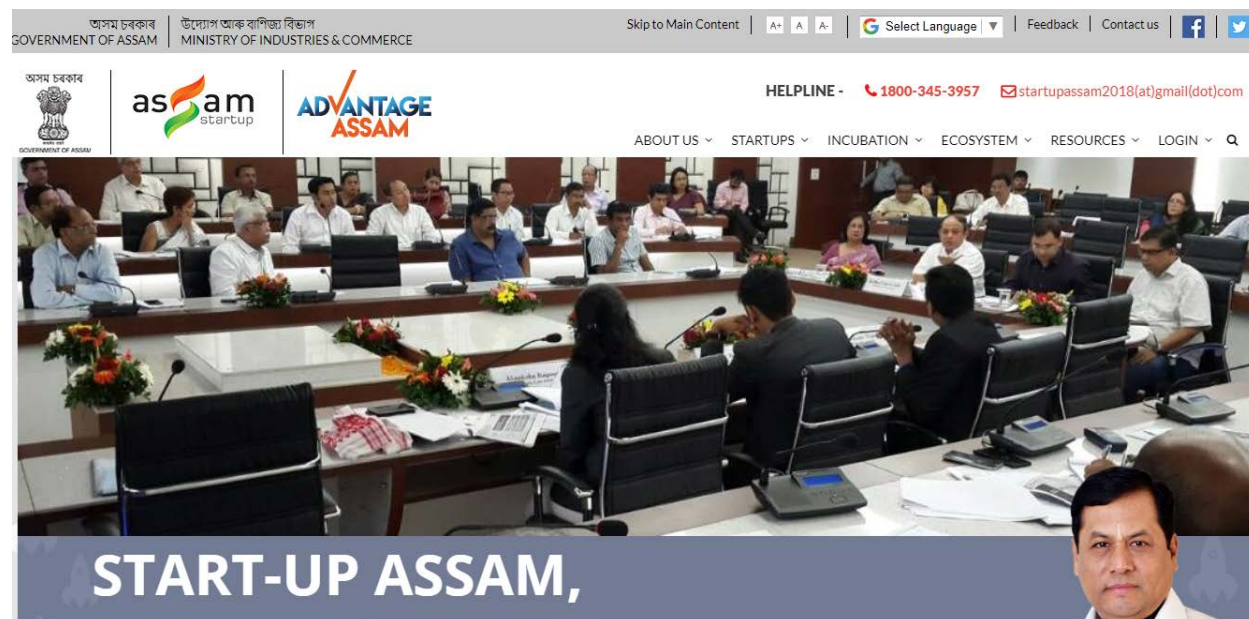 অসম চৰকাৰ
GOVERNMENT OF ASSAM
উদ্যোগ আৰু বাণিজ্য বিভাগ
MINISTRY OF INDUSTRIES & COMMERCE
Skip to Main Content
A+ A A-
G Select Language ▼
Feedback
Contact us
অসম চৰকাৰ
GOVERNMENT OF ASSAM
assam
startup
ADVANTAGE
ASSAM
HELPLINE - 1800-345-3957 startupassam2018(at)gmail(dot)com
ABOUT US STARTUPS INCUBATION ECOSYSTEM RESOURCES LOGIN
START-UP ASSAM,